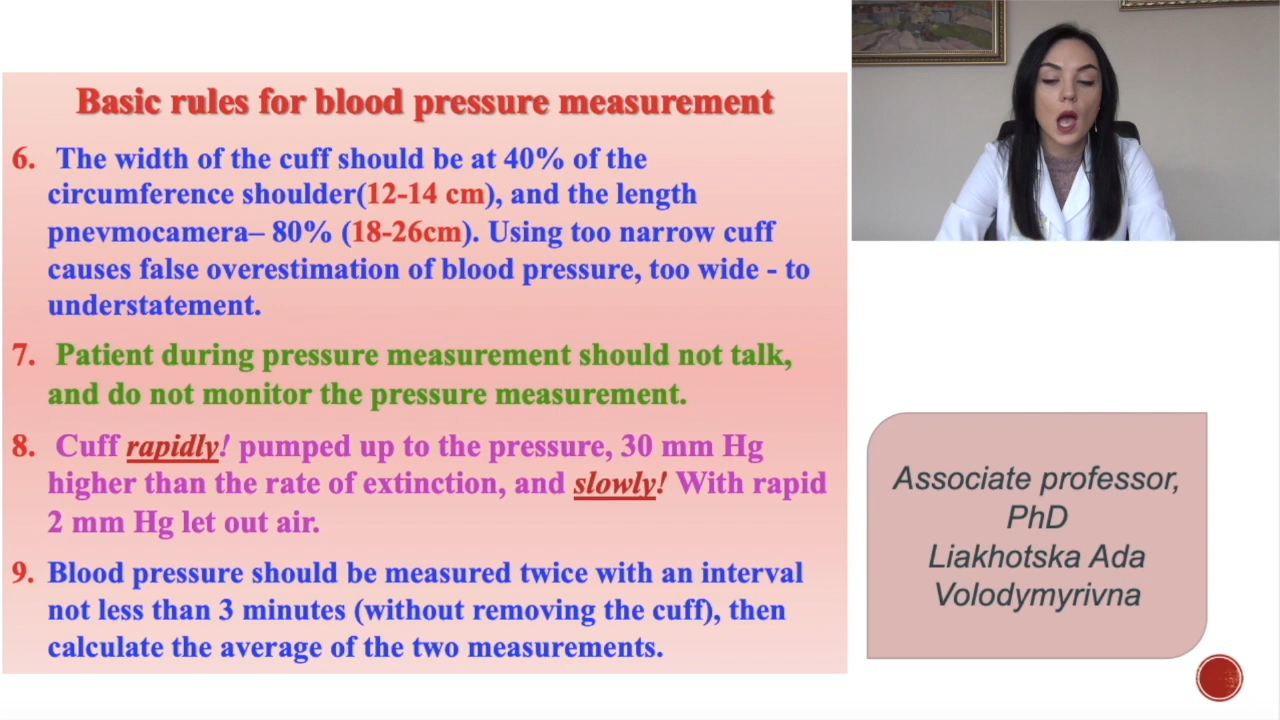 Basic rules for blood pressure measurement
6. The width of the cuff should be at 40% of the
circumference shoulder(12-14 cm), and the length
pnevmocamera– 80% (18-26cm). Using too narrow cuff
causes false overestimation of blood pressure, too wide - to
understatement.
7. Patient during pressure measurement should not talk,
and do not monitor the pressure measurement.
8. Cuff rapidly! pumped up to the pressure, 30 mm Hg
higher than the rate of extinction, and slowly! With rapid
2 mm Hg let out air.
9. Blood pressure should be measured twice with an interval
not less than 3 minutes (without removing the cuff), then
calculate the average of the two measurements.
Associate professor,
PhD
Liakhotska Ada
Volodymyrivna